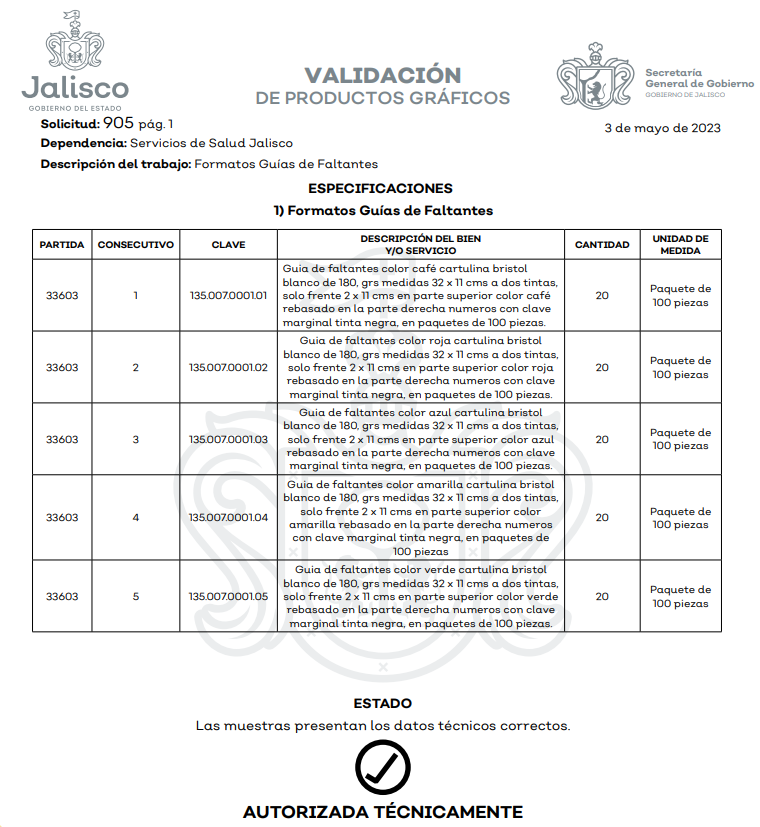 Jalisco
GOBIERNO DEL ESTADO
VALIDACIÓN
DE PRODUCTOS GRÁFICOS
Secretaría
General de Gobierno
GOBIERNO DE JALISCO
Solicitud: 905 pág. 1
3 de mayo de 2023
Dependencia: Servicios de Salud Jalisco
Descripción del trabajo: Formatos Guías de Faltantes
ESPECIFICACIONES
1) Formatos Guías de Faltantes
PARTIDA CONSECUTIVO CLAVE DESCRIPCIÓN DEL BIEN Y/O SERVICIO CANTIDAD UNIDAD DE MEDIDA
33603 1 135.007.0001.01
Guia de faltantes color café cartulina bristol
blanco de 180, grs medidas 32 x 11 cms a dos tintas,
solo frente 2 x 11 cms en parte superior color café
rebasado en la parte derecha numeros con clave
marginal tinta negra, en paquetes de 100 piezas.
20
Paquete de
100 piezas
33603 2 135.007.0001.02
Guia de faltantes color roja cartulina bristol
blanco de 180, grs medidas 32 x 11 cms a dos tintas,
solo frente 2 x 11 cms en parte superior color roja
rebasado en la parte derecha numeros con clave
marginal tinta negra, en paquetes de 100 piezas.
20
Paquete de
100 piezas
33603 3 135.007.0001.03
Guia de faltantes color azul cartulina bristol
blanco de 180, grs medidas 32 x 11 cms a dos tintas,
solo frente 2 x 11 cms en parte superior color azul
rebasado en la parte derecha numeros con clave
marginal tinta negra, en paquetes de 100 piezas.
20
Paquete de
100 piezas
33603 4 135.007.0001.04
Guia de faltantes color amarilla cartulina bristol
blanco de 180, grs medidas 32 x 11 cms a dos tintas,
solo frente 2 x 11 cms en parte superior color
amarilla rebasado en la parte derecha numeros
con clave marginal tinta negra, en paquetes de
100 piezas
20
Paquete de
100 piezas
33603 5 135.007.0001.05
Guia de faltantes color verde cartulina bristol
blanco de 180, grs medidas 32 x 11 cms a dos tintas,
solo frente 2 x 11 cms en parte superior color verde
rebasado en la parte derecha numeros con clave
marginal tinta negra, en paquetes de 100 piezas.
20
Paquete de
100 piezas
ESTADO
Las muestras presentan los datos técnicos correctos.
AUTORIZADA TÉCNICAMENTE